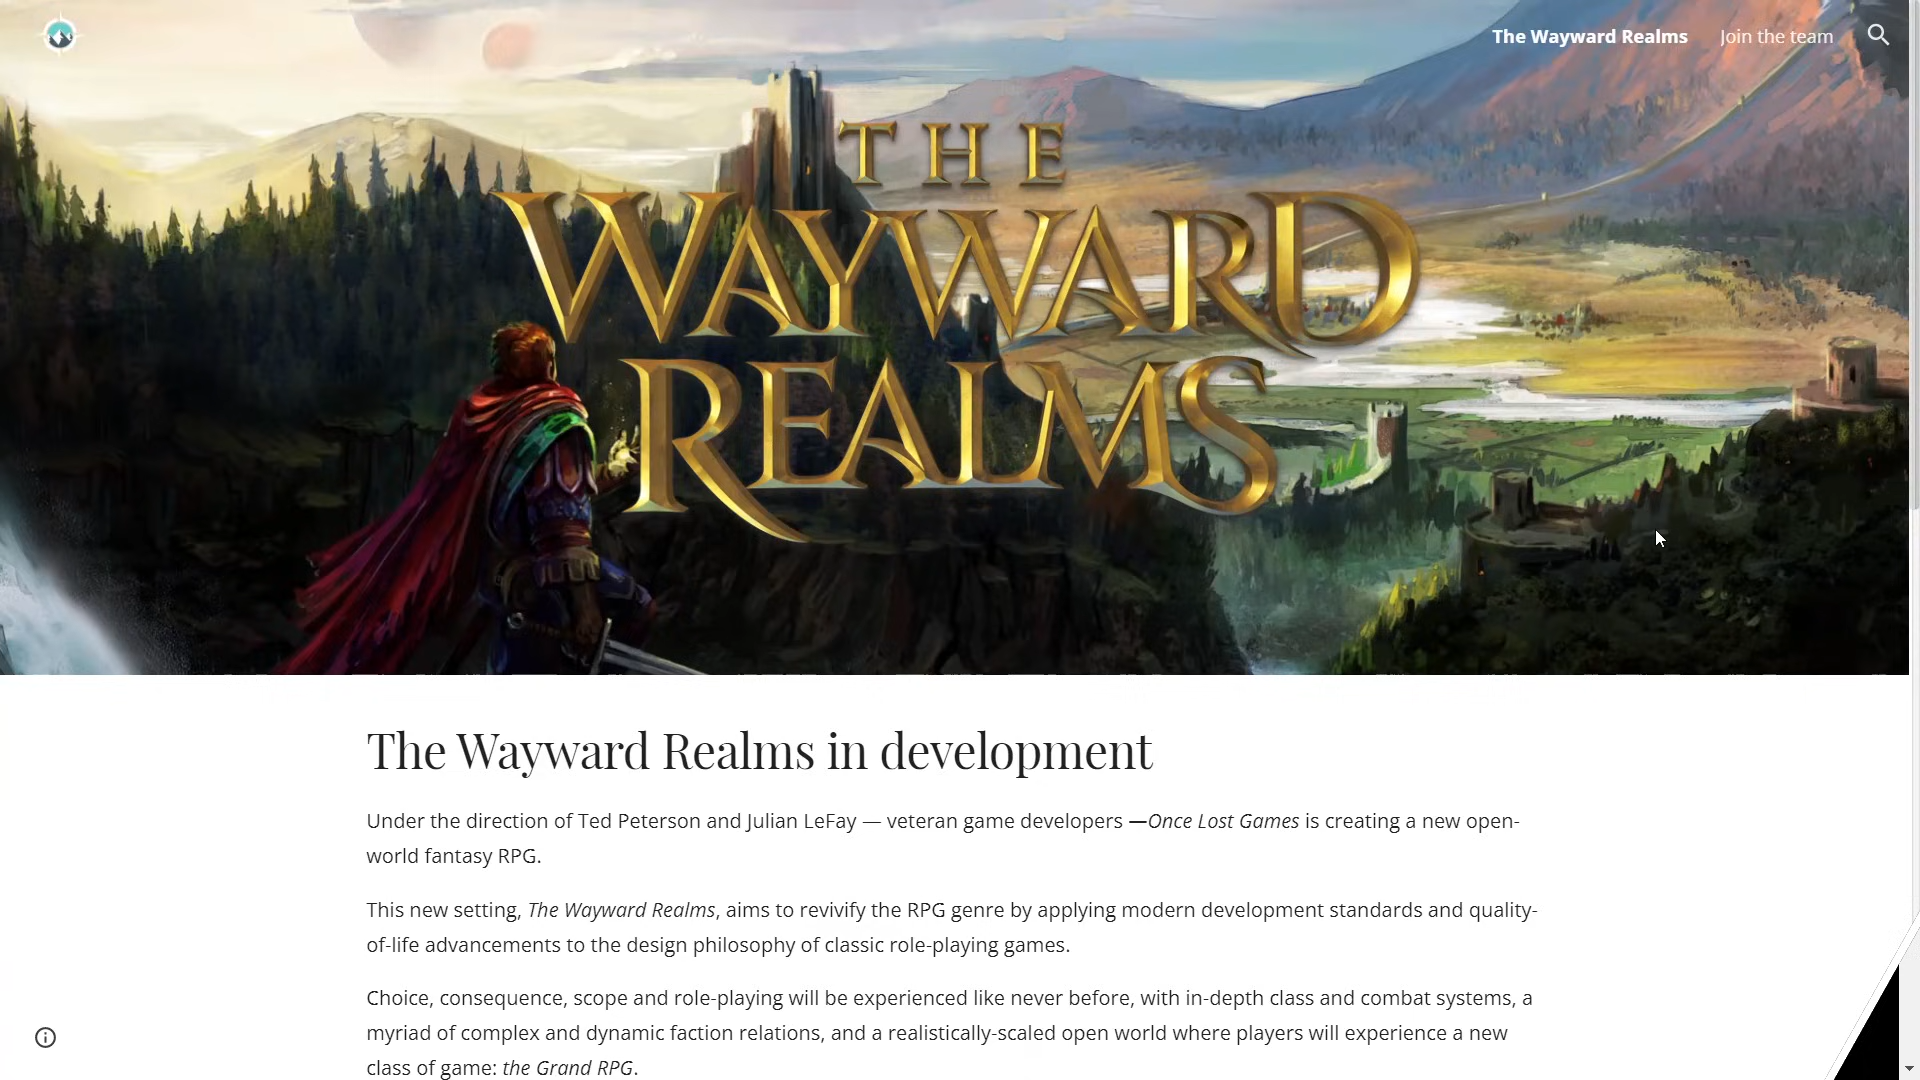 The Wayward Realms
Join the team
THE
WAYWARD
REALMS
The Wayward Realms in development
Under the direction of Ted Peterson and Julian LeFay — veteran game developers —Once Lost Games is creating a new open-
world fantasy RPG.
This new setting, The Wayward Realms, aims to revivify the RPG genre by applying modern development standards and quality-
of-life advancements to the design philosophy of classic role-playing games.
Choice, consequence, scope and role-playing will be experienced like never before, with in-depth class and combat systems, a
myriad of complex and dynamic faction relations, and a realistically-scaled open world where players will experience a new
class of game: the Grand RPG.